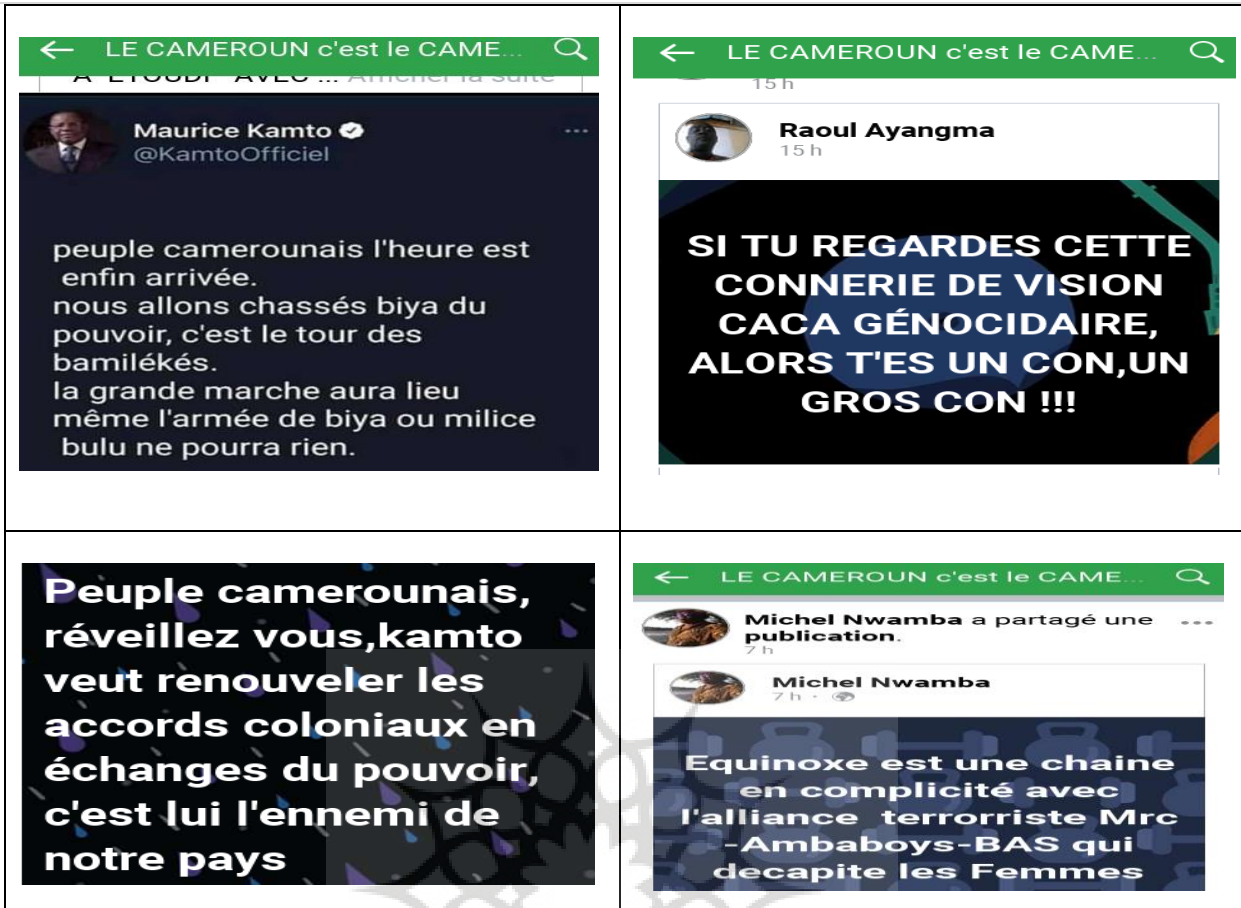 ← LE CAMEROUN c'est le CAME...
A ETOUDI AVEC ... Afficher la suite
Maurice Kamto
@KamtoOfficiel
peuple camerounais l'heure est
enfin arrivée.
nous allons chassés biya du
pouvoir, c'est le tour des
bamilékés.
la grande marche aura lieu
même l'armée de biya ou milice
bulu ne pourra rien.
← LE CAMEROUN c'est le CAME...
15 h
Raoul Ayangma
15 h
SI TU REGARDES CETTE
CONNERIE DE VISION
CACA GÉNOCIDAIRE,
ALORS T'ES UN CON,UN
GROS CON !!!
Peuple camerounais,
réveillez vous,kamto
veut renouveler les
accords coloniaux en
échanges du pouvoir,
c'est lui l'ennemi de
notre pays
← LE CAMEROUN c'est le CAME...
Michel Nwamba a partagé une
publication.
7 h
Michel Nwamba
7 h ·
Equinoxe est une chaine
en complicité avec
l'alliance terrorriste Mrc
-Ambaboys-BAS qui
decapite les Femmes